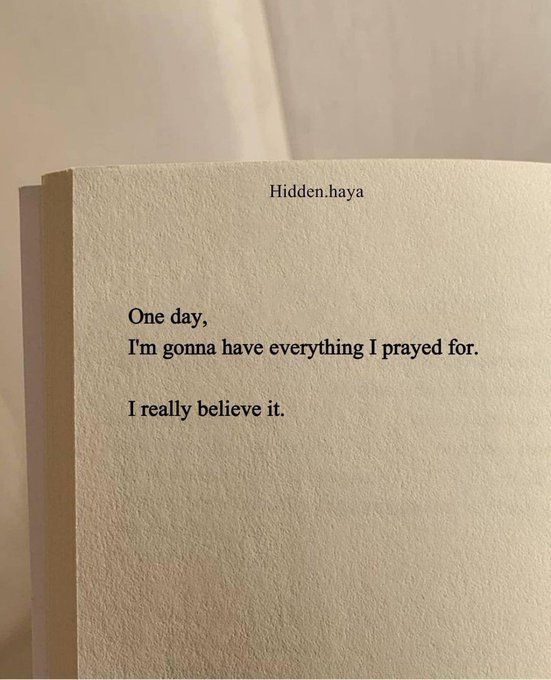 Hidden.haya
One day,
I'm gonna have everything I prayed for.
I really believe it.